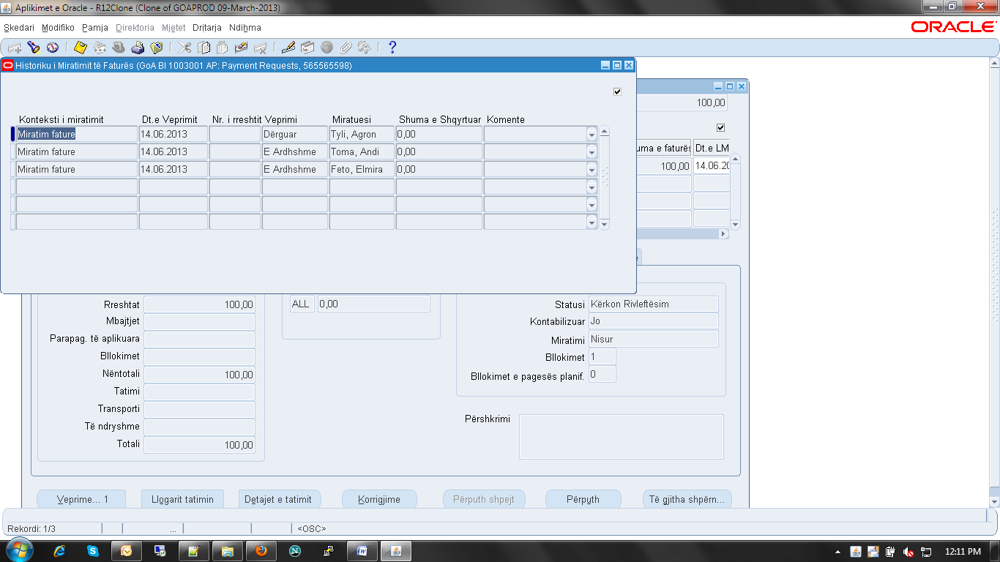 Aplikimet e Oracle - R12Clone (Clone of GOAPROD 09-March-2013)
Skedari Modifiko Pamja Direktoria Mjetet Dritarja Ndihma
ORACLE
Historiku i Miratimit të Faturës (GoA BI 1003001 AP: Payment Requests, 565565598)
100,00
Konteksti i miratimit Dt.e Veprimit Nr. i rreshtit Veprimi Miratuesi Shuma e Shqyrtuar Komente
Miratim fature 14.06.2013 Dërguar Tyli, Agron 0,00
Miratim fature 14.06.2013 E Ardhshme Toma, Andi 0,00
Miratim fature 14.06.2013 E Ardhshme Feto, Elmira 0,00
uma e faturës Dt.e LM
100,00 14.06.20
Rreshtat 100,00
Mbajtjet
Parapag. të aplikuara
Bllokimet
Nëntotali 100,00
Tatimi
Transporti
Të ndryshme
Totali 100,00
ALL 0,00
Statusi Kërkon Rivleftësim
Kontabilizuar Jo
Miratimi Nisur
Bllokimet 1
Bllokimet e pagesës planif. 0
Përshkrimi
Veprime... 1 Llogarit tatimin Detajet e tatimit Korrigjime Përputh shpejt Përputh Të gjitha shpërn...
Rekordi: 1/3 ... <OSC>
12:11 PM